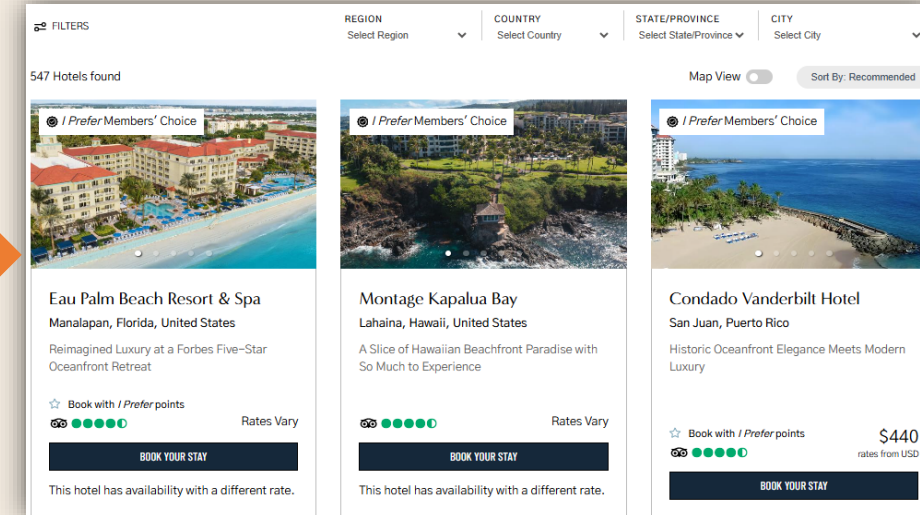 FILTERS
REGION
Select Region
COUNTRY
Select Country
STATE/PROVINCE
Select State/Province
CITY
Select City
547 Hotels found
Map View
Sort By: Recommended
I Prefer Members' Choice
Eau Palm Beach Resort & Spa
Manalapan, Florida, United States
Reimagined Luxury at a Forbes Five-Star
Oceanfront Retreat
Book with I Prefer points
Rates Vary
BOOK YOUR STAY
This hotel has availability with a different rate.
I Prefer Members' Choice
Montage Kapalua Bay
Lahaina, Hawaii, United States
A Slice of Hawaiian Beachfront Paradise with
So Much to Experience
Rates Vary
BOOK YOUR STAY
This hotel has availability with a different rate.
I Prefer Members' Choice
Condado Vanderbilt Hotel
San Juan, Puerto Rico
Historic Oceanfront Elegance Meets Modern
Luxury
Book with I Prefer points
$440
rates from USD
BOOK YOUR STAY